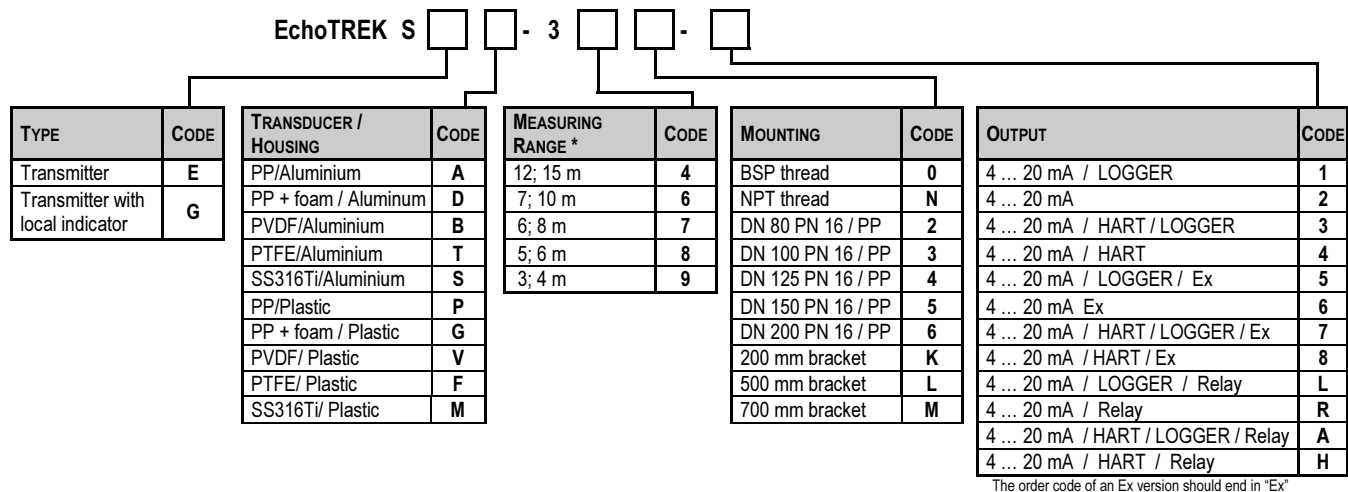 EchoTREK S - 3 -
TYPE CODE
Transmitter E
Transmitter with
local indicator G
TRANSDUCER /
HOUSING CODE
PP/Aluminium A
PP + foam / Aluminum D
PVDF/Aluminium B
PTFE/Aluminium T
SS316Ti/Aluminium S
PP/Plastic P
PP + foam / Plastic G
PVDF/ Plastic V
PTFE/ Plastic F
SS316Ti/ Plastic M
MEASURING
RANGE * CODE
12; 15 m 4
7; 10 m 6
6; 8 m 7
5; 6 m 8
3; 4 m 9
MOUNTING CODE
BSP thread 0
NPT thread N
DN 80 PN 16 / PP 2
DN 100 PN 16 / PP 3
DN 125 PN 16 / PP 4
DN 150 PN 16 / PP 5
DN 200 PN 16 / PP 6
200 mm bracket K
500 mm bracket L
700 mm bracket M
OUTPUT CODE
4 … 20 mA / LOGGER 1
4 … 20 mA 2
4 … 20 mA / HART / LOGGER 3
4 … 20 mA / HART 4
4 … 20 mA / LOGGER / Ex 5
4 … 20 mA Ex 6
4 … 20 mA / HART / LOGGER / Ex 7
4 … 20 mA / HART / Ex 8
4 … 20 mA / LOGGER / Relay L
4 … 20 mA / Relay R
4 … 20 mA / HART / LOGGER / Relay A
4 … 20 mA / HART / Relay H
The order code of an Ex version should end in “Ex”